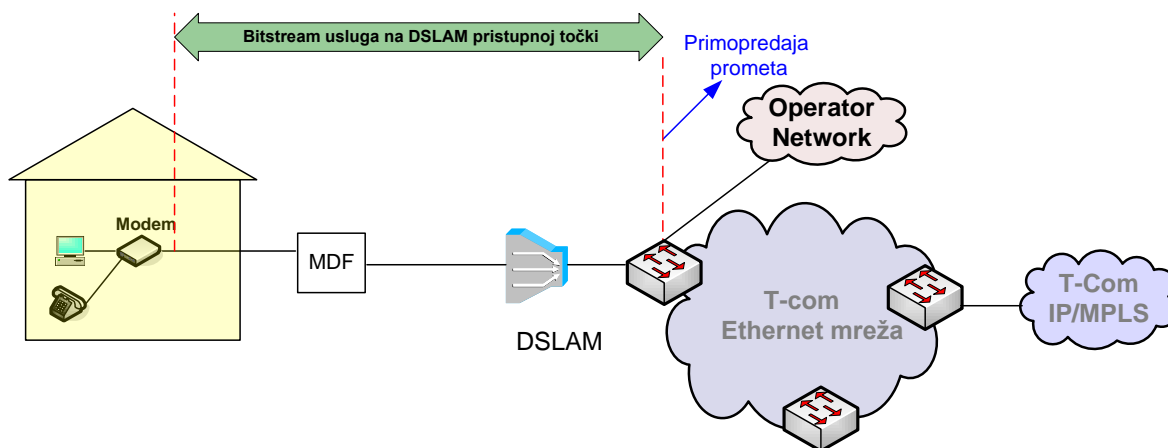 Bitstream usluga na DSLAM pristupnoj točki
Primopredaja
prometa
Operator
Network
Modem
MDF
DSLAM
T-com
Ethernet mreža
T-Com
IP/MPLS